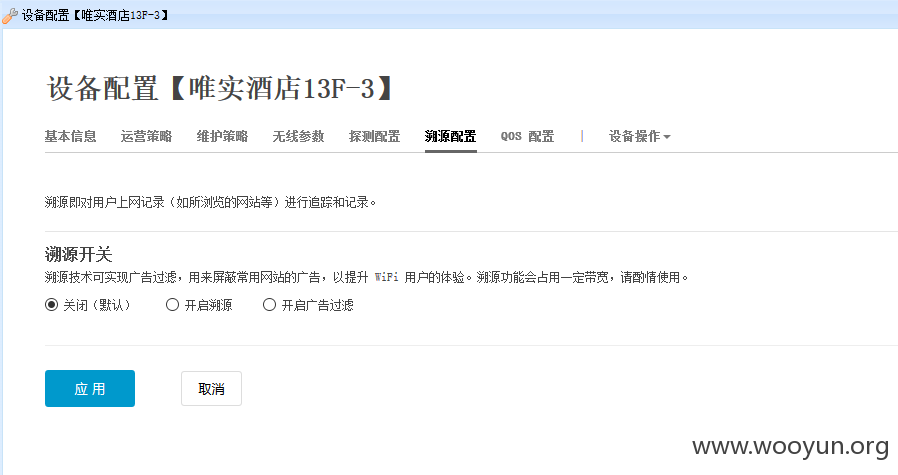 设备配置【唯实酒店13F-3】
设备配置【唯实酒店13F-3】
基本信息 运营策略 维护策略 无线参数 探测配置 溯源配置 QOS 配置 | 设备操作
溯源即对用户上网记录（如所浏览的网站等）进行追踪和记录。
溯源开关
溯源技术可实现广告过滤，用来屏蔽常用网站的广告，以提升 WiFi 用户的体验。溯源功能会占用一定带宽，请酌情使用。
关闭（默认） 开启溯源 开启广告过滤
应 用 取消
www.wooyun.org